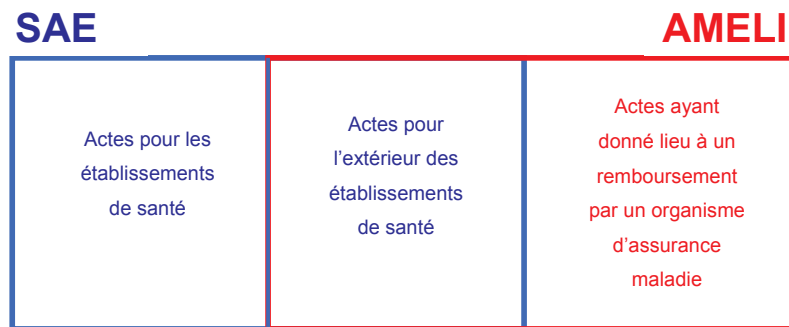 SAE
AMELI
Actes pour les
établissements
de santé
Actes pour
l'extérieur des
établissements
de santé
Actes ayant
donné lieu à un
remboursement
par un organisme
d'assurance
maladie